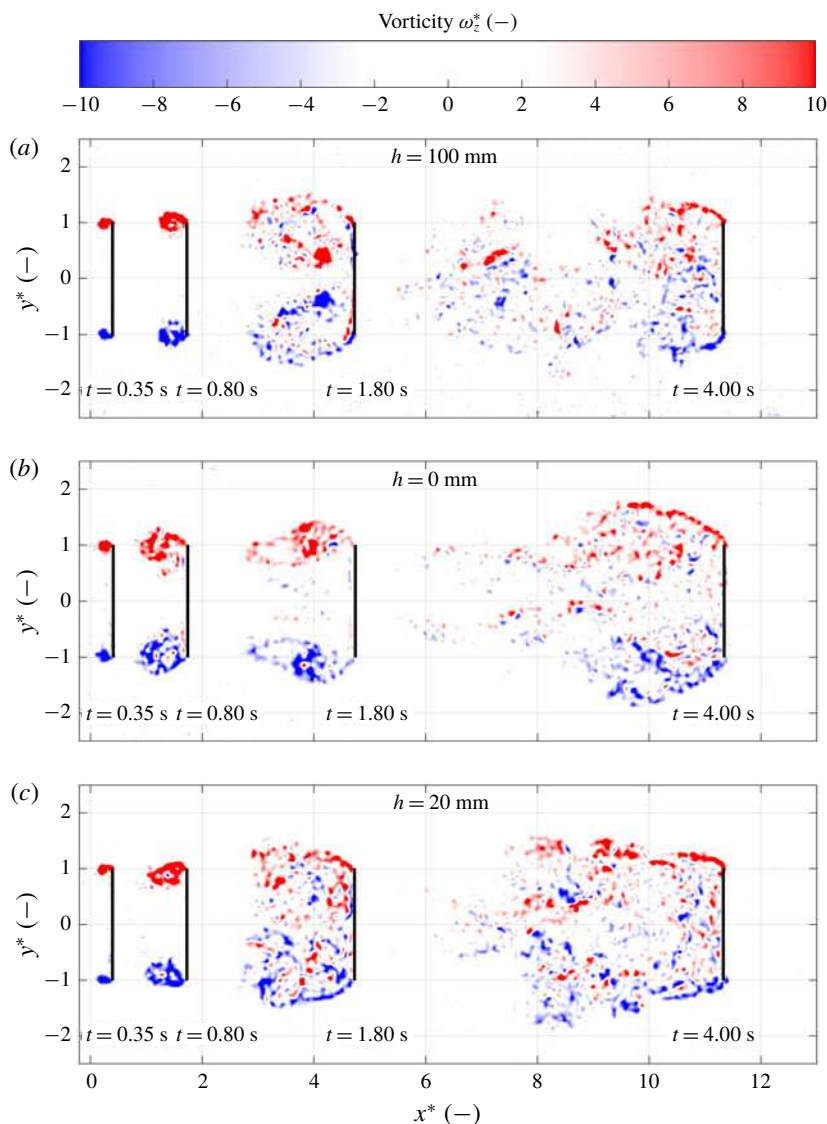 Vorticity ω*z (–)
−10 −8 −6 −4 −2 0 2 4 6 8 10
(a)
h = 100 mm
2
1
0
−1
−2
y* (–)
t = 0.35 s t = 0.80 s t = 1.80 s t = 4.00 s
(b)
h = 0 mm
2
1
0
−1
−2
y* (–)
t = 0.35 s t = 0.80 s t = 1.80 s t = 4.00 s
(c)
h = 20 mm
2
1
0
−1
−2
y* (–)
t = 0.35 s t = 0.80 s t = 1.80 s t = 4.00 s
0 2 4 6 8 10 12
x* (–)